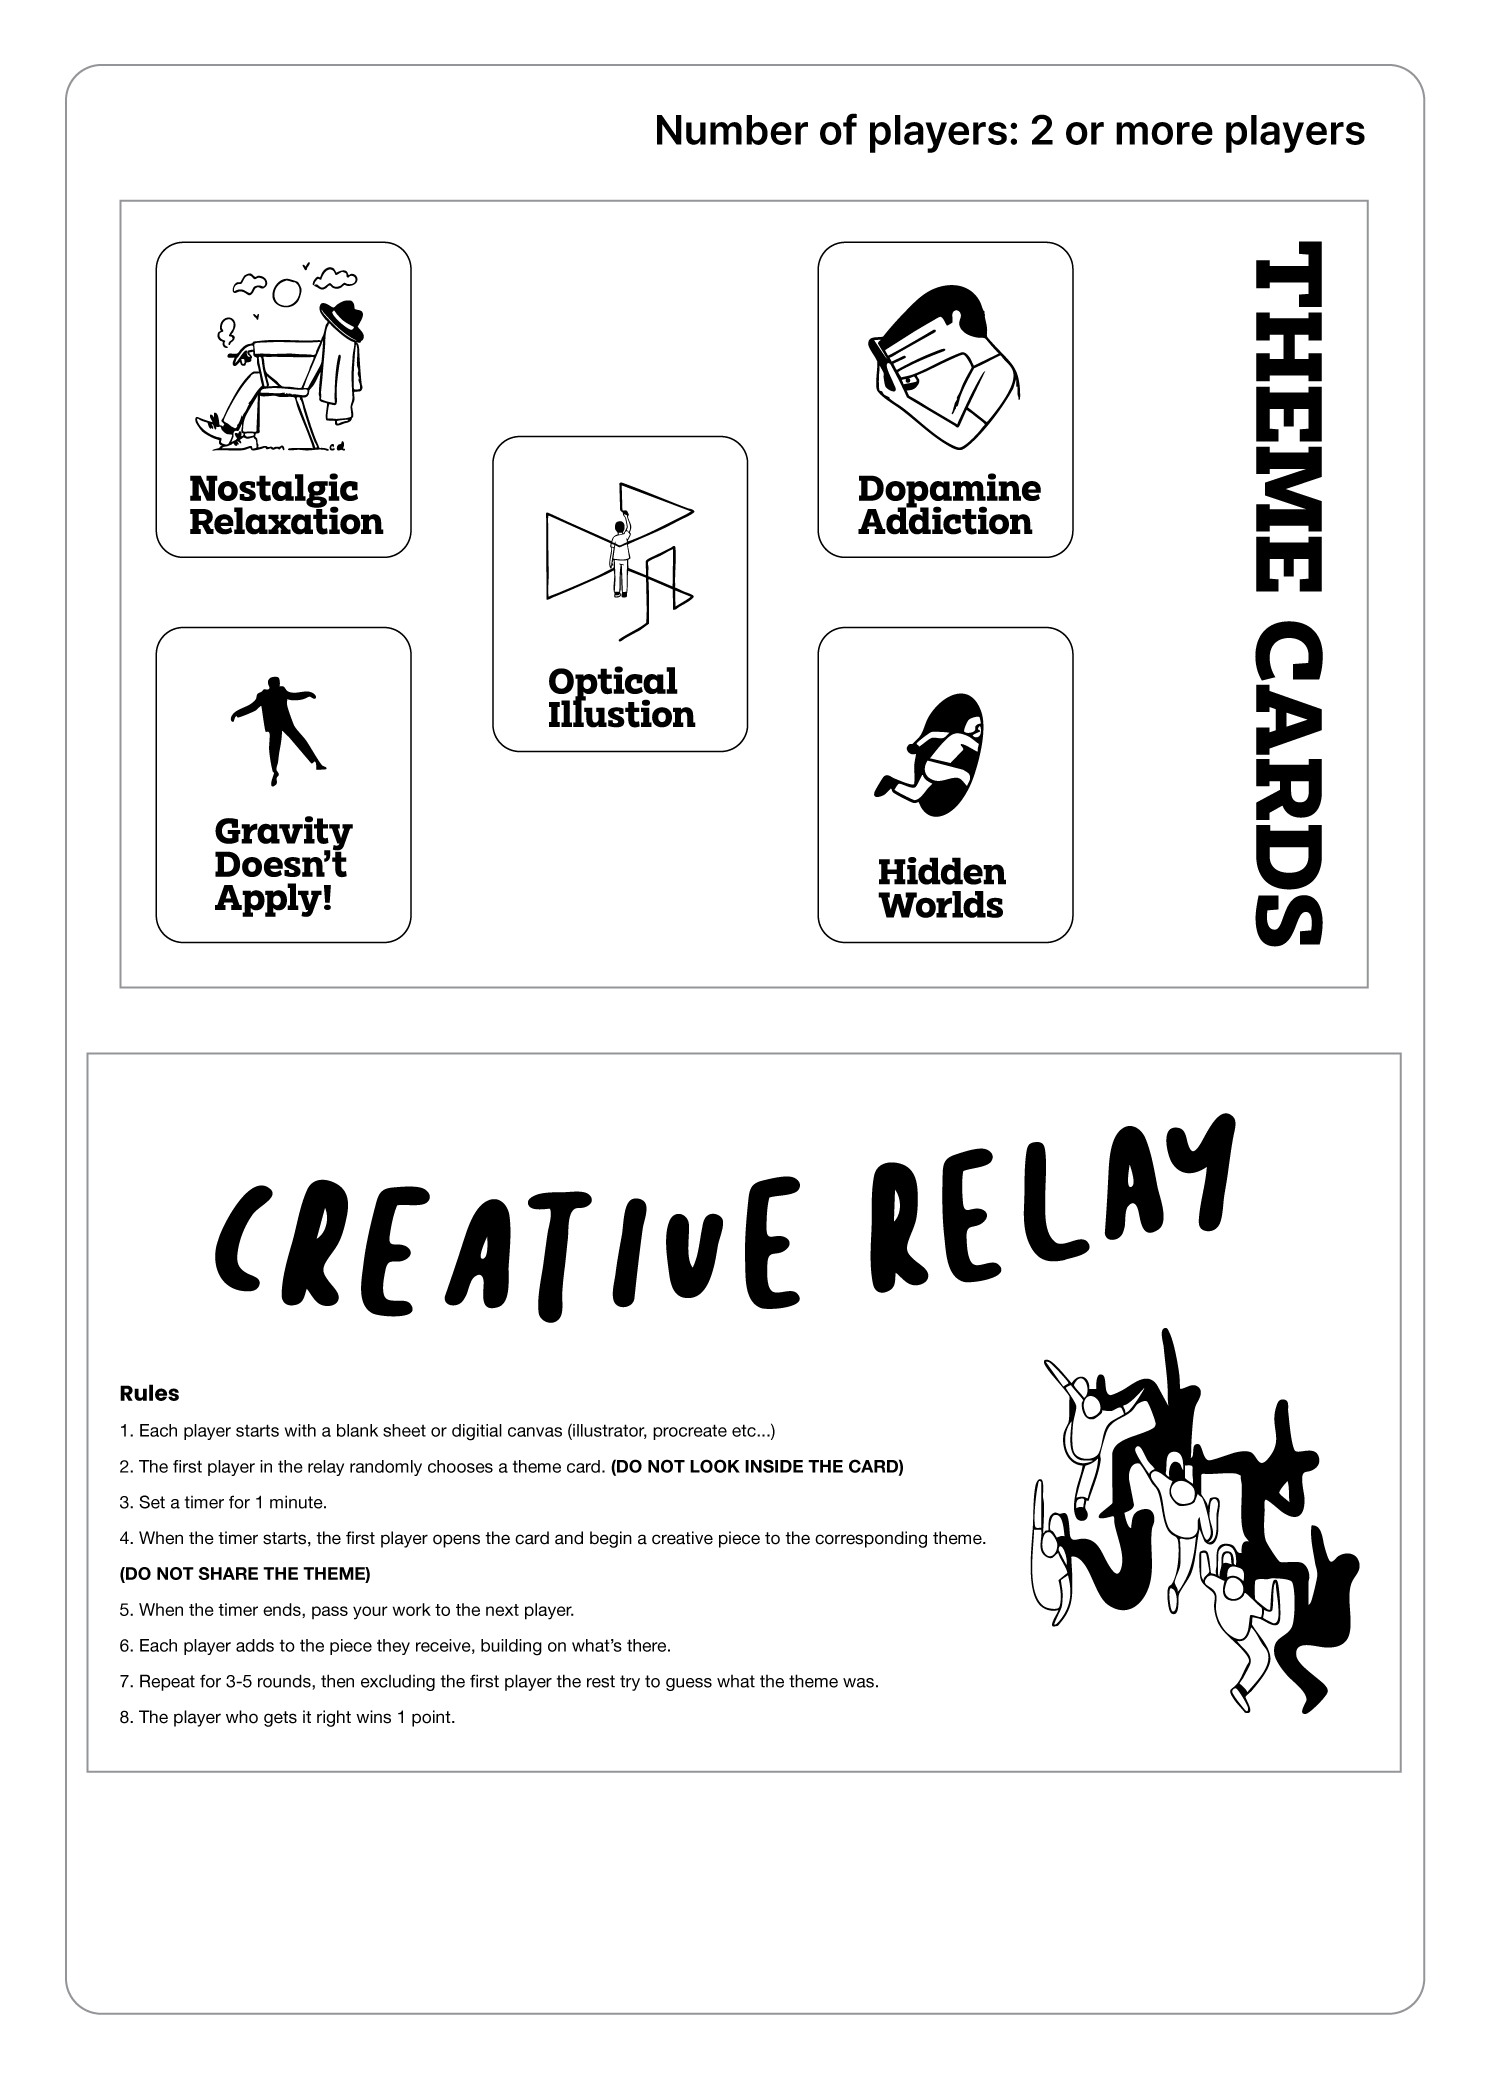 Number of players: 2 or more players
Nostalgic
Relaxation
cd
Dopamine
Addiction
Optical
Illustion
Gravity
Doesn’t
Apply!
Hidden
Worlds
THEME CARDS
CREATIVE RELAY
Rules
1. Each player starts with a blank sheet or digitial canvas (illustrator, procreate etc...)
2. The first player in the relay randomly chooses a theme card. (DO NOT LOOK INSIDE THE CARD)
3. Set a timer for 1 minute.
4. When the timer starts, the first player opens the card and begin a creative piece to the corresponding theme.
(DO NOT SHARE THE THEME)
5. When the timer ends, pass your work to the next player.
6. Each player adds to the piece they receive, building on what’s there.
7. Repeat for 3-5 rounds, then excluding the first player the rest try to guess what the theme was.
8. The player who gets it right wins 1 point.